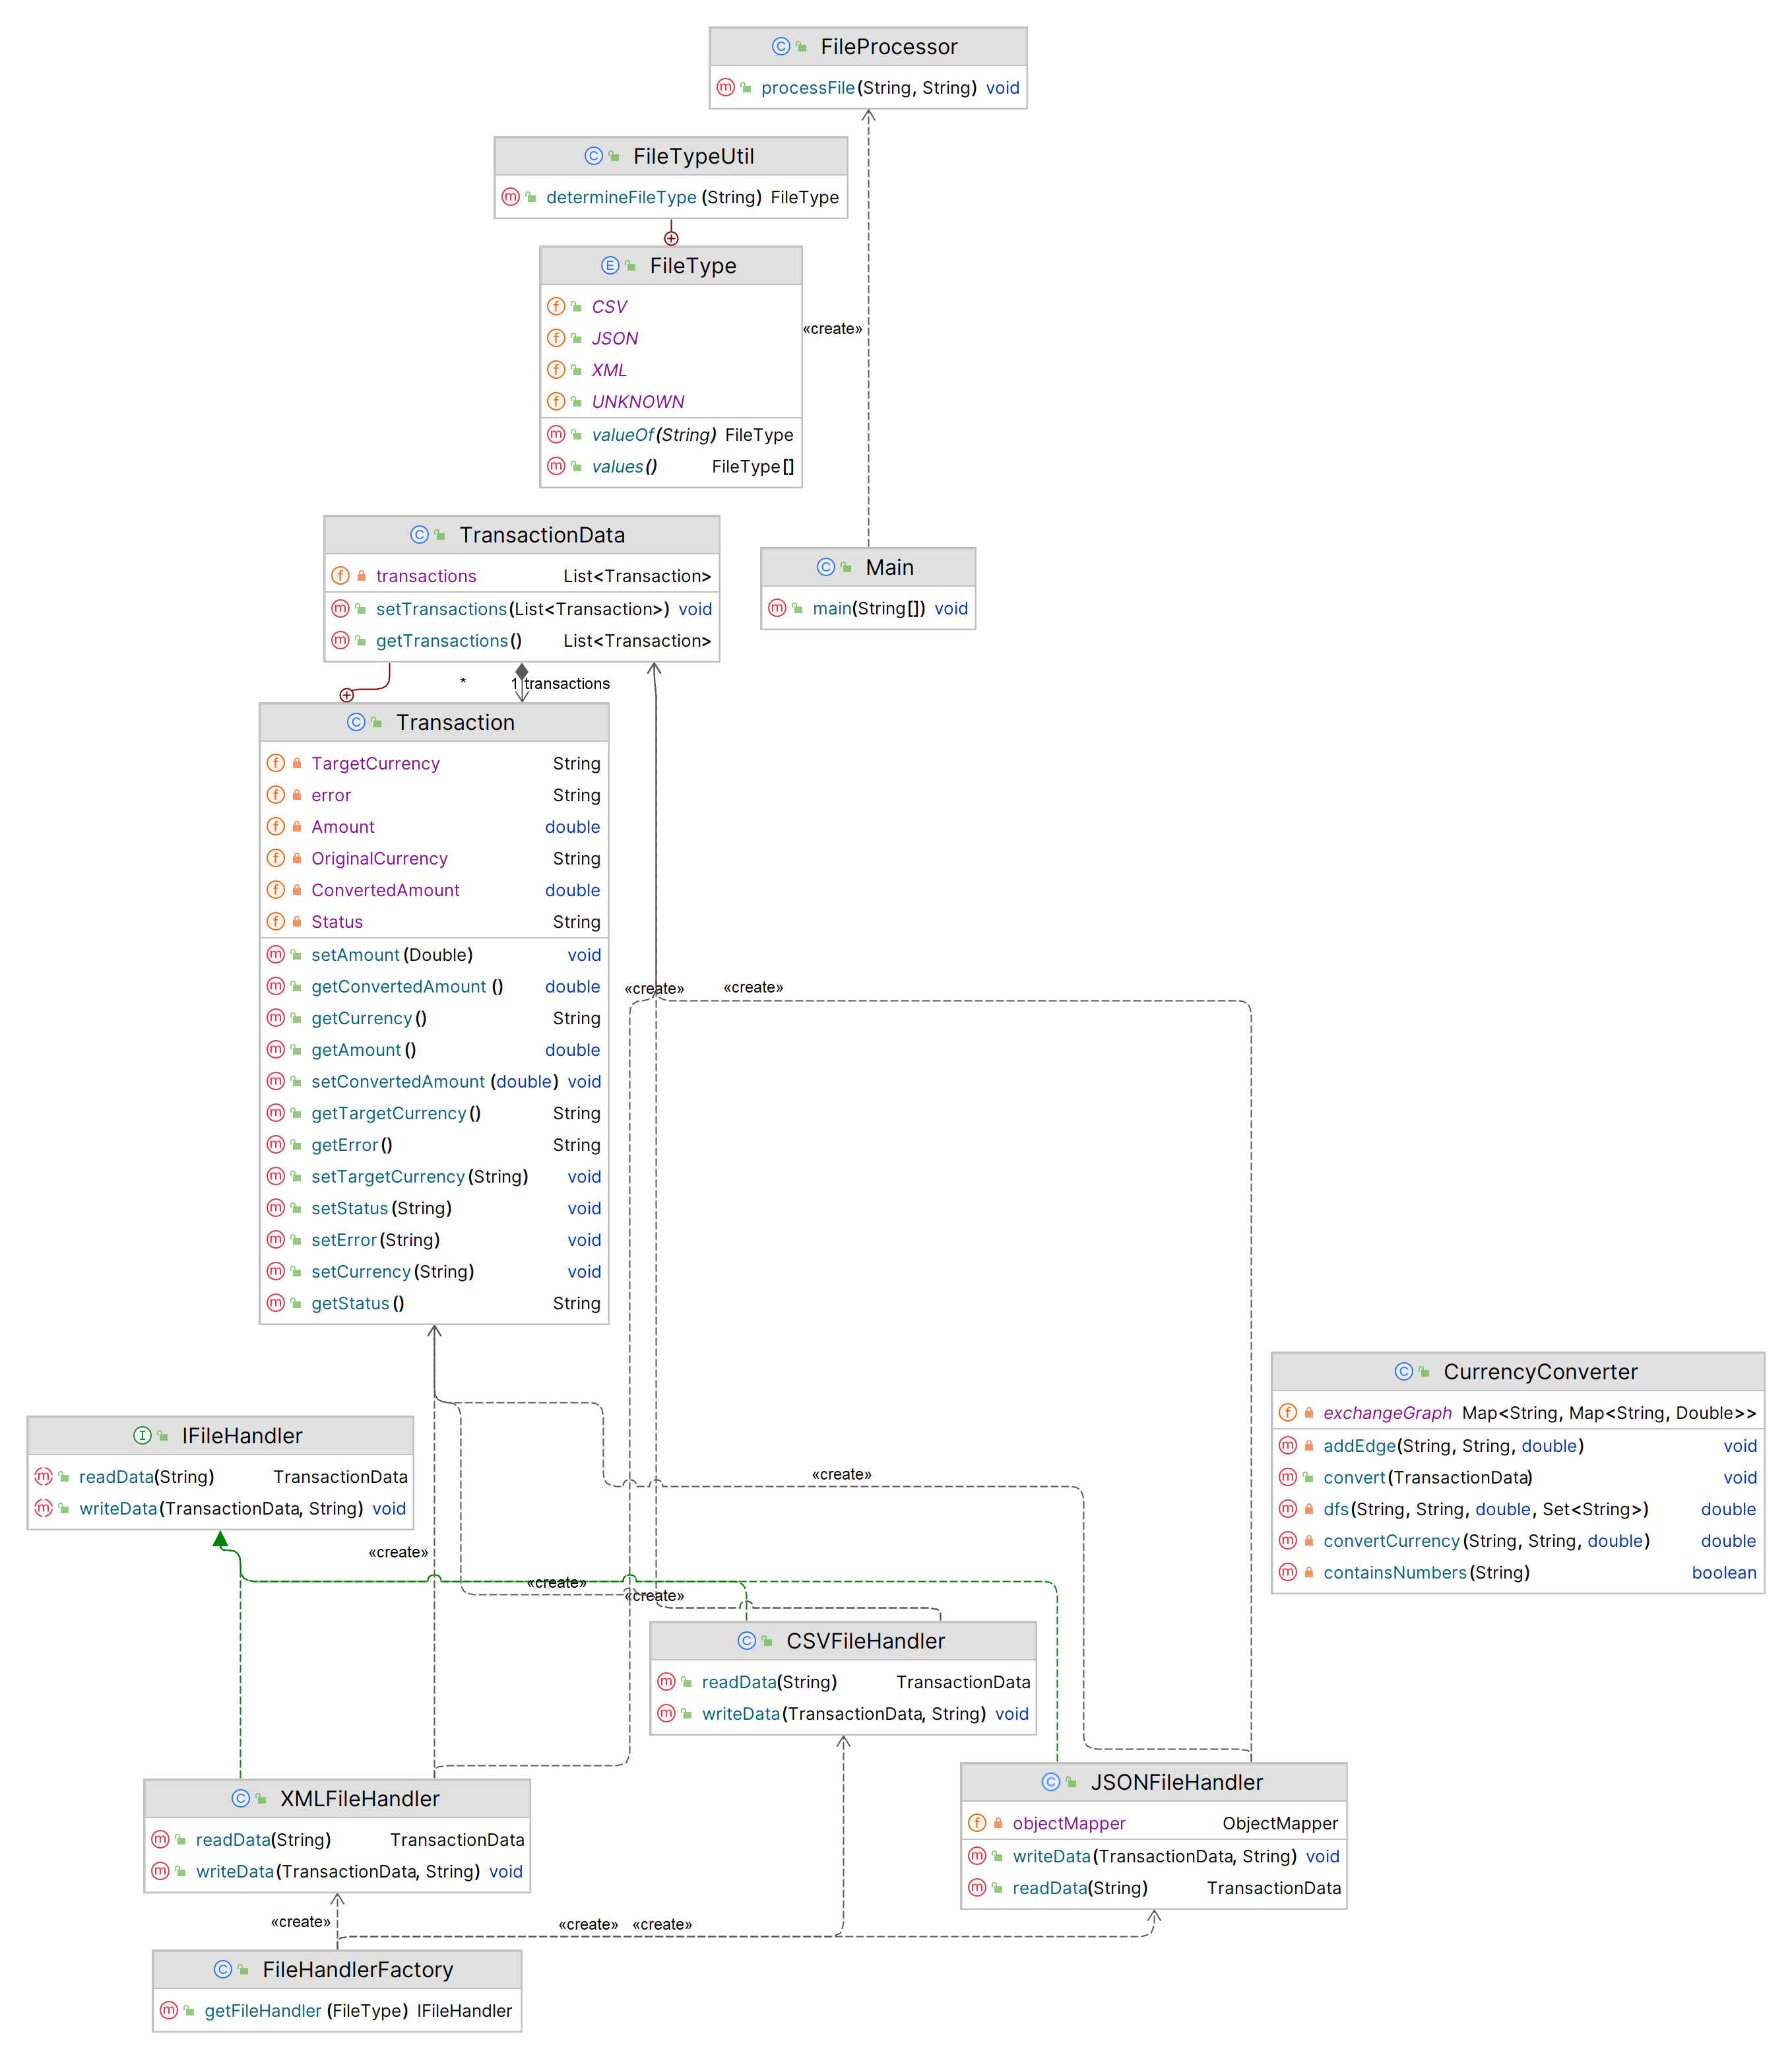 FileProcessor
processFile(String, String) void
FileTypeUtil
determineFileType (String) FileType
FileType
CSV
JSON
XML
UNKNOWN
valueOf(String) FileType
values() FileType[]
«create»
TransactionData
transactions List<Transaction>
setTransactions(List<Transaction>) void
getTransactions() List<Transaction>
Main
main(String[]) void
* 1 transactions
Transaction
TargetCurrency String
error String
Amount double
OriginalCurrency String
ConvertedAmount double
Status String
setAmount(Double) void
getConvertedAmount () double
getCurrency() String
getAmount() double
setConvertedAmount (double) void
getTargetCurrency() String
getError() String
setTargetCurrency(String) void
setStatus(String) void
setError(String) void
setCurrency(String) void
getStatus() String
«create» «create»
CurrencyConverter
exchangeGraph Map<String, Map<String, Double>>
addEdge(String, String, double) void
convert(TransactionData) void
dfs(String, String, double, Set<String>) double
convertCurrency(String, String, double) double
containsNumbers(String) boolean
IFileHandler
readData(String) TransactionData
writeData(TransactionData, String) void
«create»
«create»
«create»
«create»
CSVFileHandler
readData(String) TransactionData
writeData(TransactionData, String) void
XMLFileHandler
readData(String) TransactionData
writeData(TransactionData, String) void
JSONFileHandler
objectMapper ObjectMapper
writeData(TransactionData, String) void
readData(String) TransactionData
«create» «create» «create»
FileHandlerFactory
getFileHandler (FileType) IFileHandler